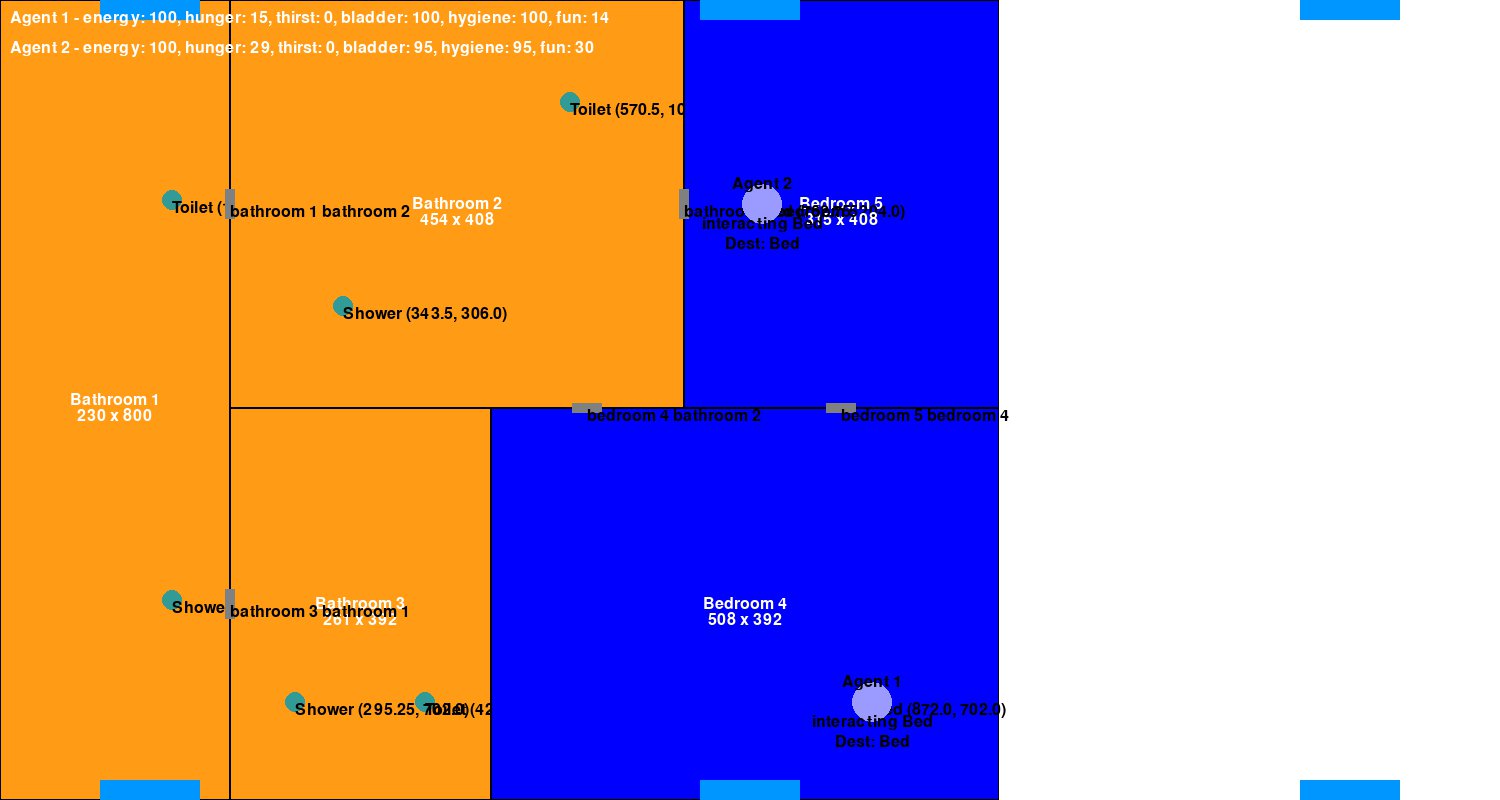 Agent 1 - energy: 100, hunger: 15, thirst: 0, bladder: 100, hygiene: 100, fun: 14
Agent 2 - energy: 100, hunger: 29, thirst: 0, bladder: 95, hygiene: 95, fun: 30
Toilet (570.5, 10
Agent 2
Toilet (
bathroom 1 bathroom 2
Bathroom 2
454 x 408
Bedroom 5
315 x 408
interacting Bed
Dest: Bed
Shower (343.5, 306.0)
Bathroom 1
230 x 800
bedroom 4 bathroom 2
bedroom 5 bedroom 4
Showe
bathroom 3 bathroom 1
Bathroom 3
261 x 392
Bedroom 4
508 x 392
Agent 1
Shower (295.25, 702.0)
Toilet (42
(872.0, 702.0)
interacting Bed
Dest: Bed